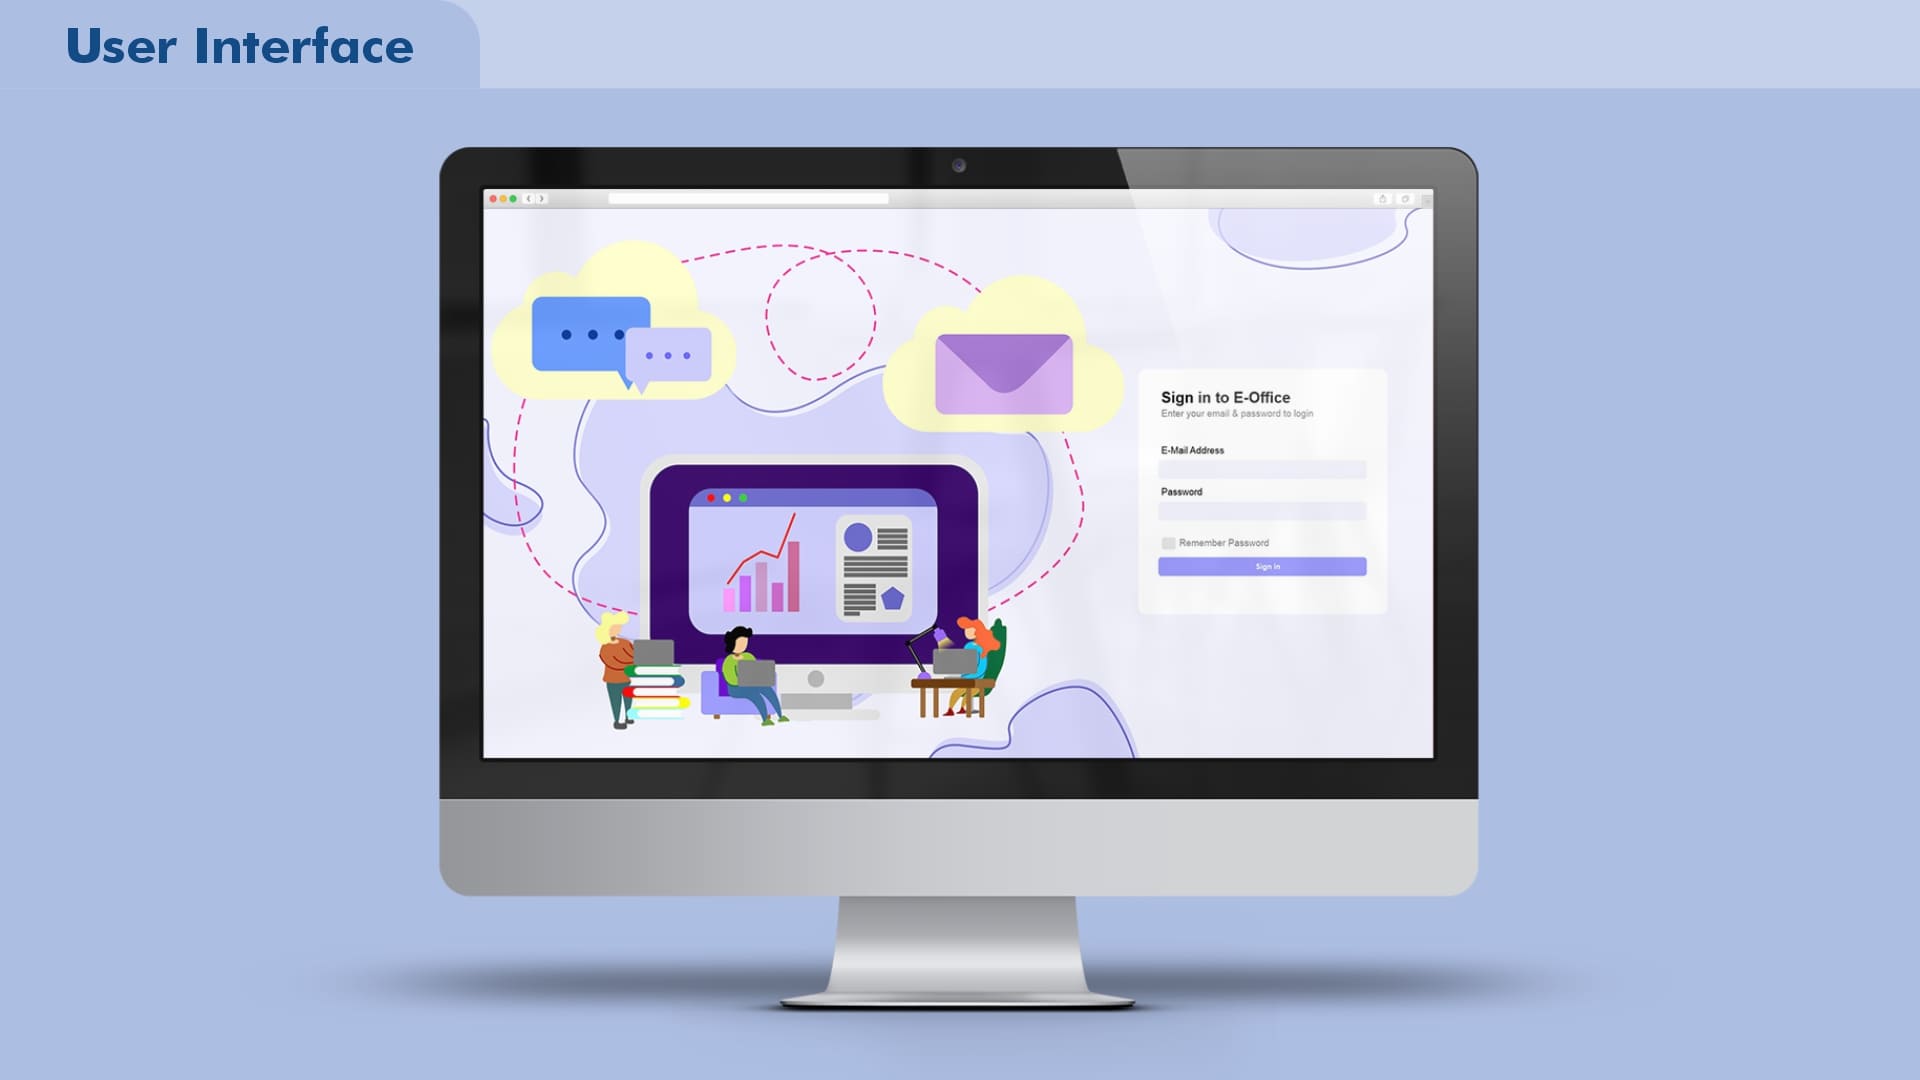 User Interface
Sign in to E-Office
Enter your email & password to login
E-Mail Address
Password
Remember Password
Sign In